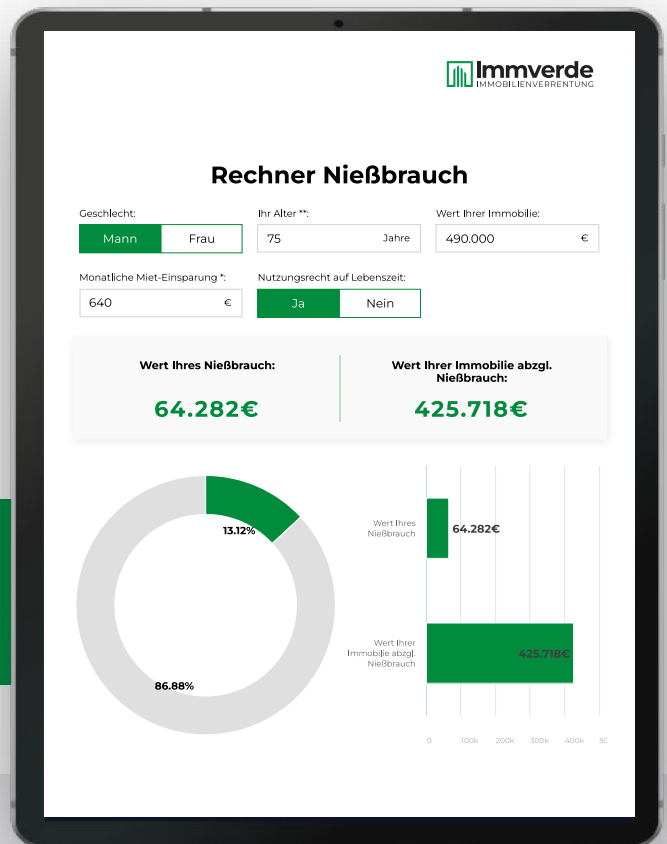 Immverde
IMMOBILIENVERRENTUNG
Rechner Nießbrauch
Geschlecht:
Mann Frau
Ihr Alter **:
75 Jahre
Wert Ihrer Immobilie:
490.000 €
Monatliche Miet-Einsparung *:
640 €
Nutzungsrecht auf Lebenszeit:
Ja Nein
Wert Ihres Nießbrauch:
64.282€
Wert Ihrer Immobilie abzgl.
Nießbrauch:
425.718€
13.12%
86.88%
Wert Ihres
Nießbrauch
64.282€
Wert Ihrer
Immobilie abzgl.
Nießbrauch
425.718€
0 100k 200k 300k 400k 50